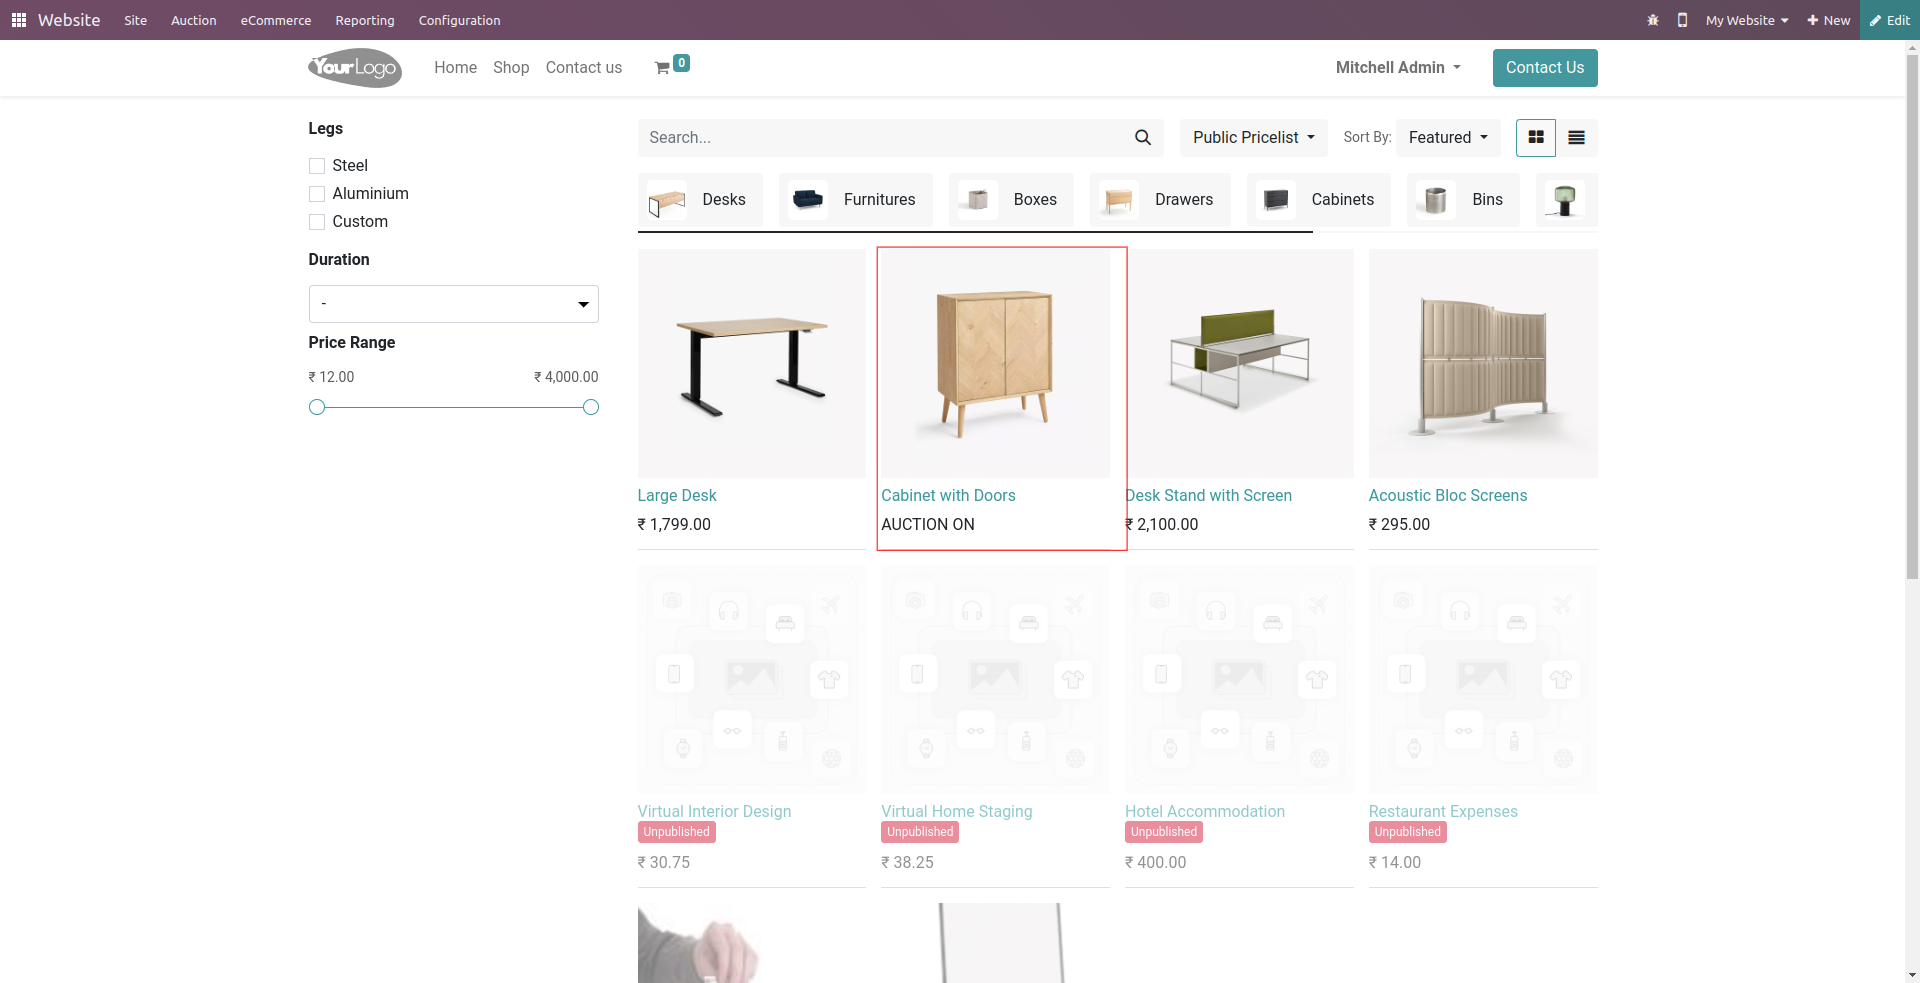 Website Site Auction eCommerce Reporting Configuration My Website New Edit
YourLogo Home Shop Contact us 0 Mitchell Admin Contact Us
Legs
Steel
Aluminium
Custom
Duration
-
Price Range
₹ 12.00 ₹ 4,000.00
Search... Public Pricelist Sort By: Featured
Desks Furnitures Boxes Drawers Cabinets Bins
Large Desk
₹ 1,799.00
Cabinet with Doors
AUCTION ON
Desk Stand with Screen
₹ 2,100.00
Acoustic Bloc Screens
₹ 295.00
Virtual Interior Design
Unpublished
₹ 30.75
Virtual Home Staging
Unpublished
₹ 38.25
Hotel Accommodation
Unpublished
₹ 400.00
Restaurant Expenses
Unpublished
₹ 14.00